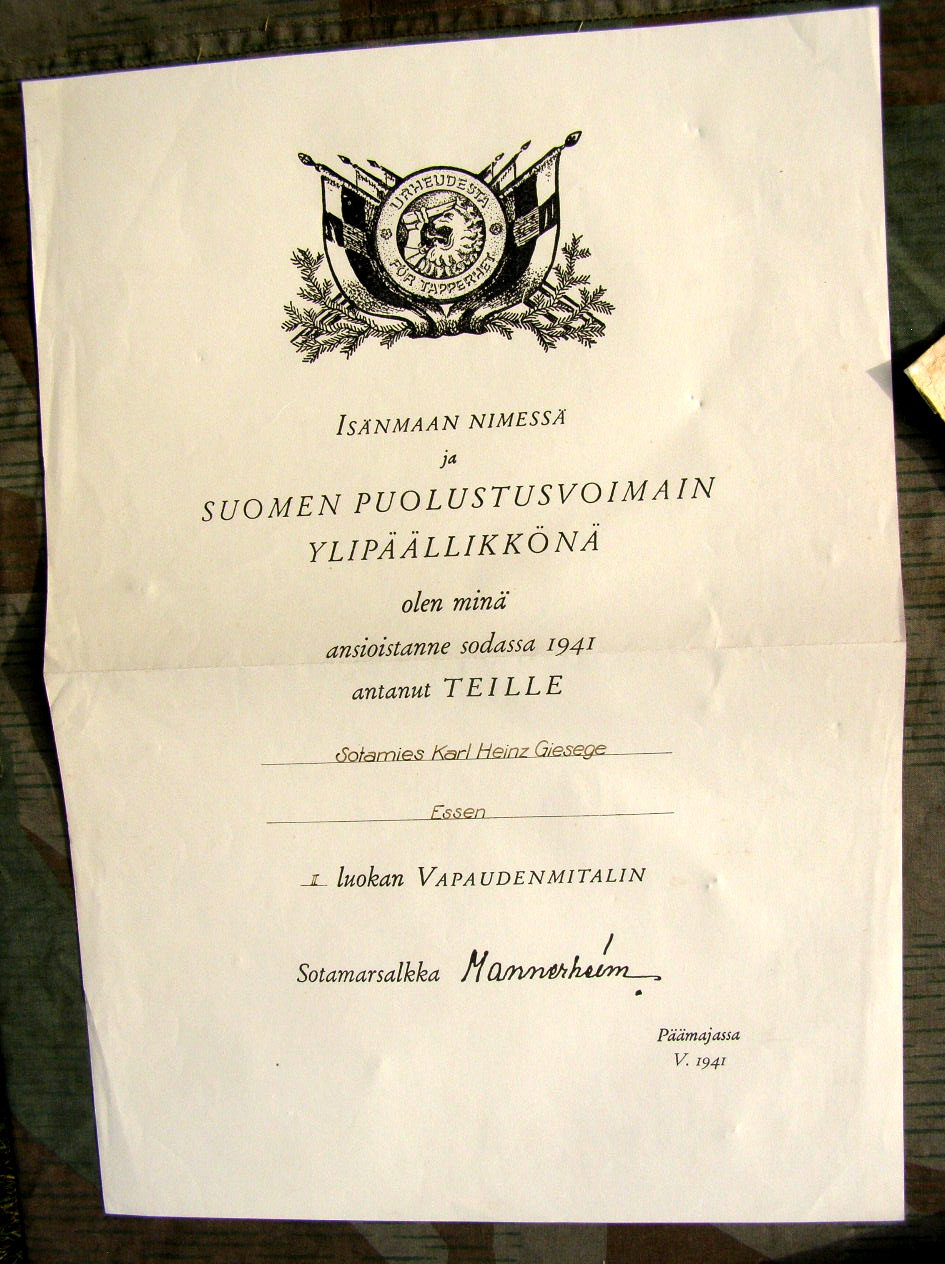 URHEUDESTA
FÖR TAPPERHET
ISÄNMAAN NIMESSÄ
ja
SUOMEN PUOLUSTUSVOIMAIN
YLIPÄÄLLIKKÖNÄ
olen minä
ansioistanne sodassa 1941
antanut TEILLE
Sotamies Karl Heinz Giesege
Essen
II luokan VAPAUDENMITALIN
Sotamarsalkka Mannerheim
Päämajassa
V. 1941